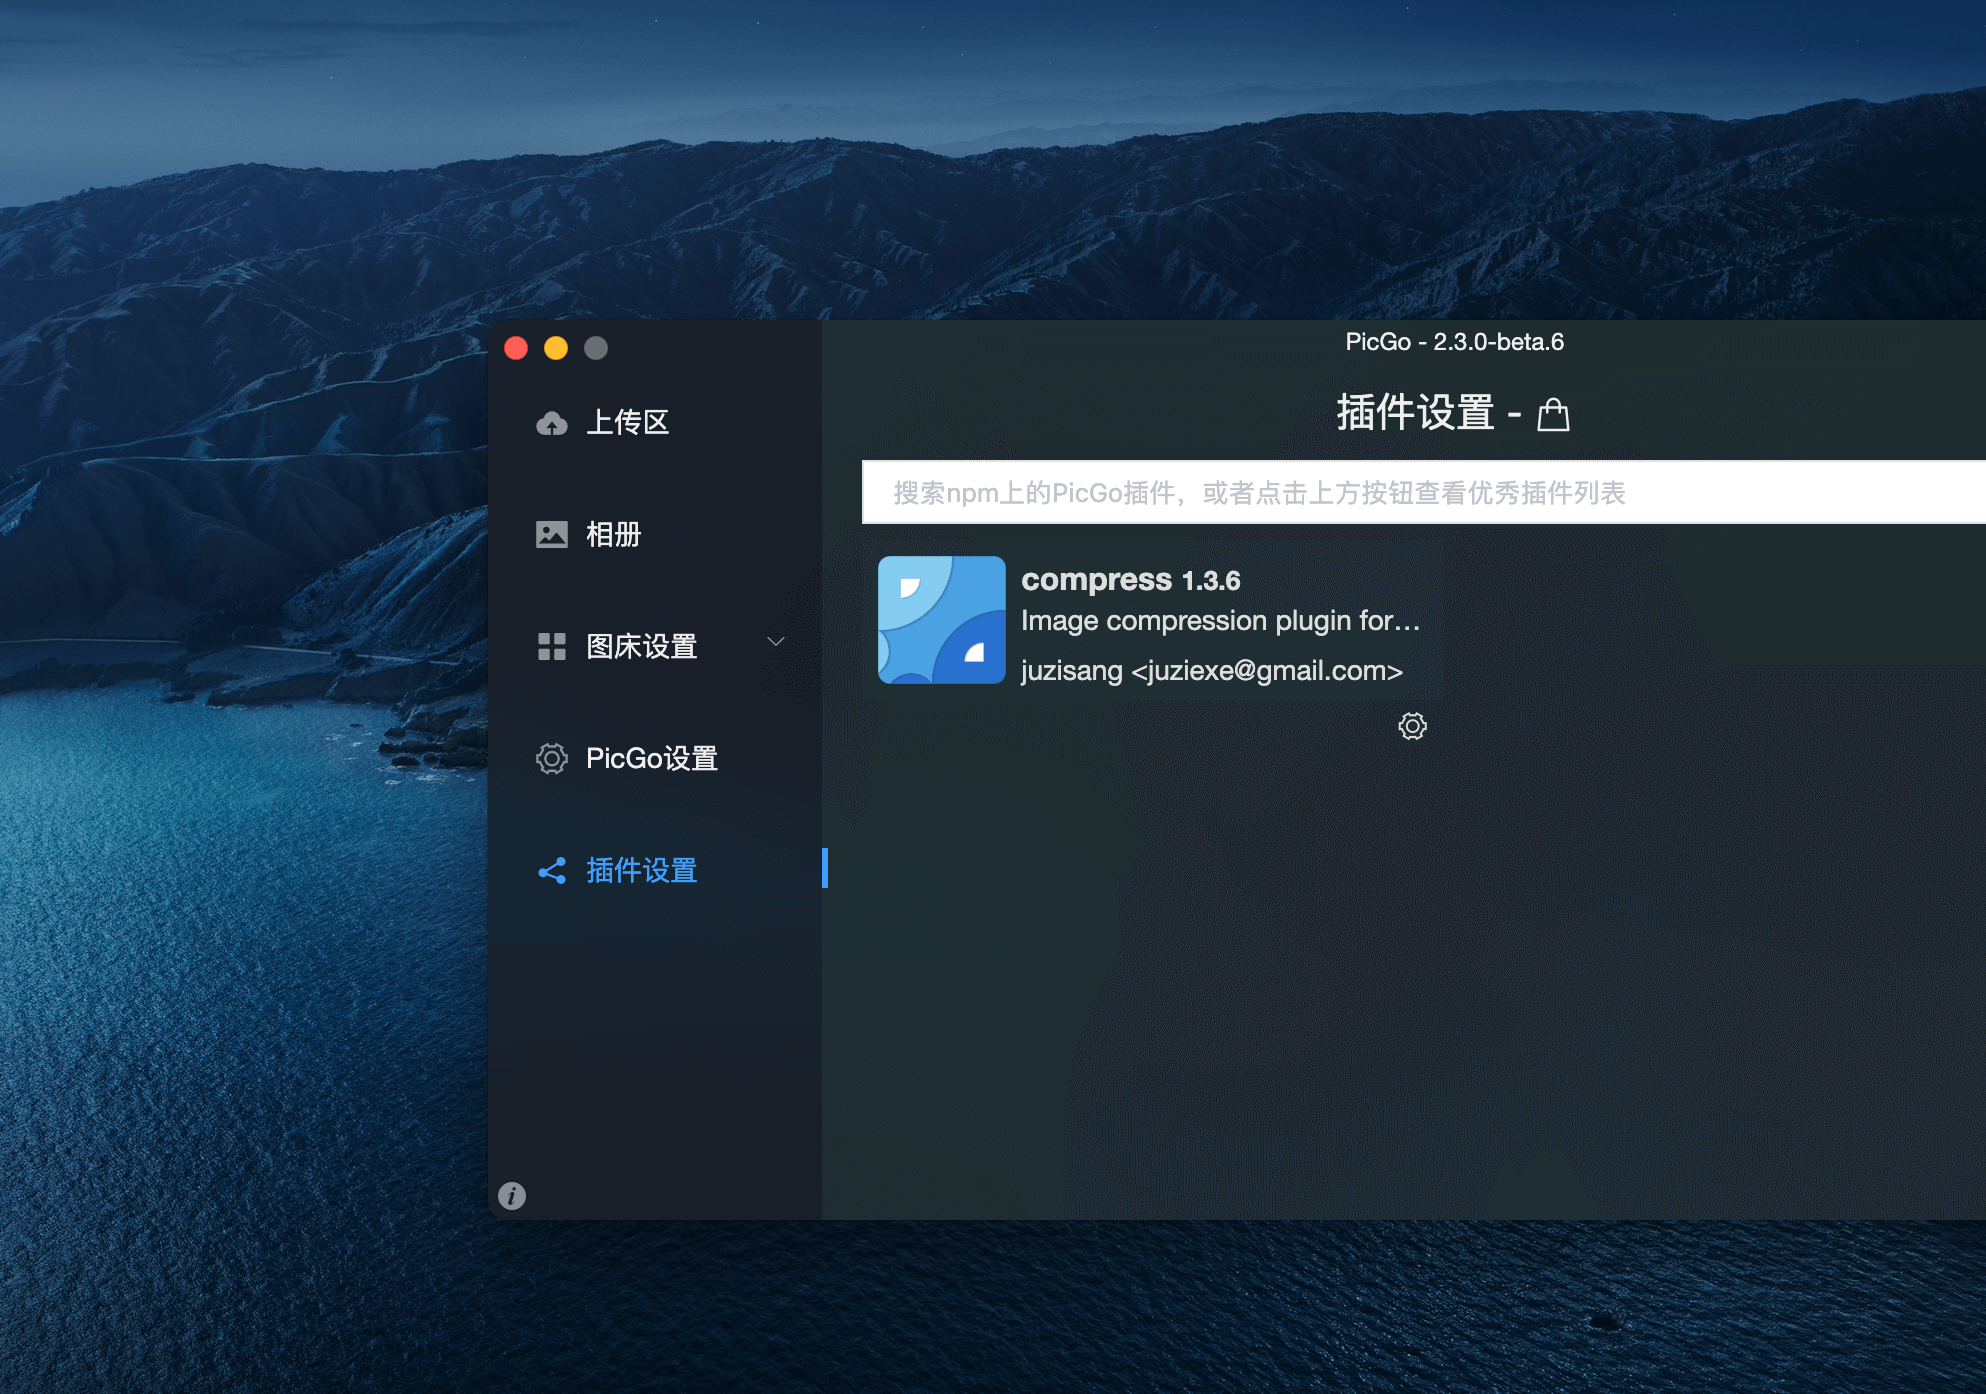 PicGo - 2.3.0-beta.6
上传区
相册
图床设置
PicGo设置
插件设置
插件设置 -
搜索npm上的PicGo插件，或者点击上方按钮查看优秀插件列表
compress 1.3.6
Image compression plugin for...
juzisang <juziexe@gmail.com>